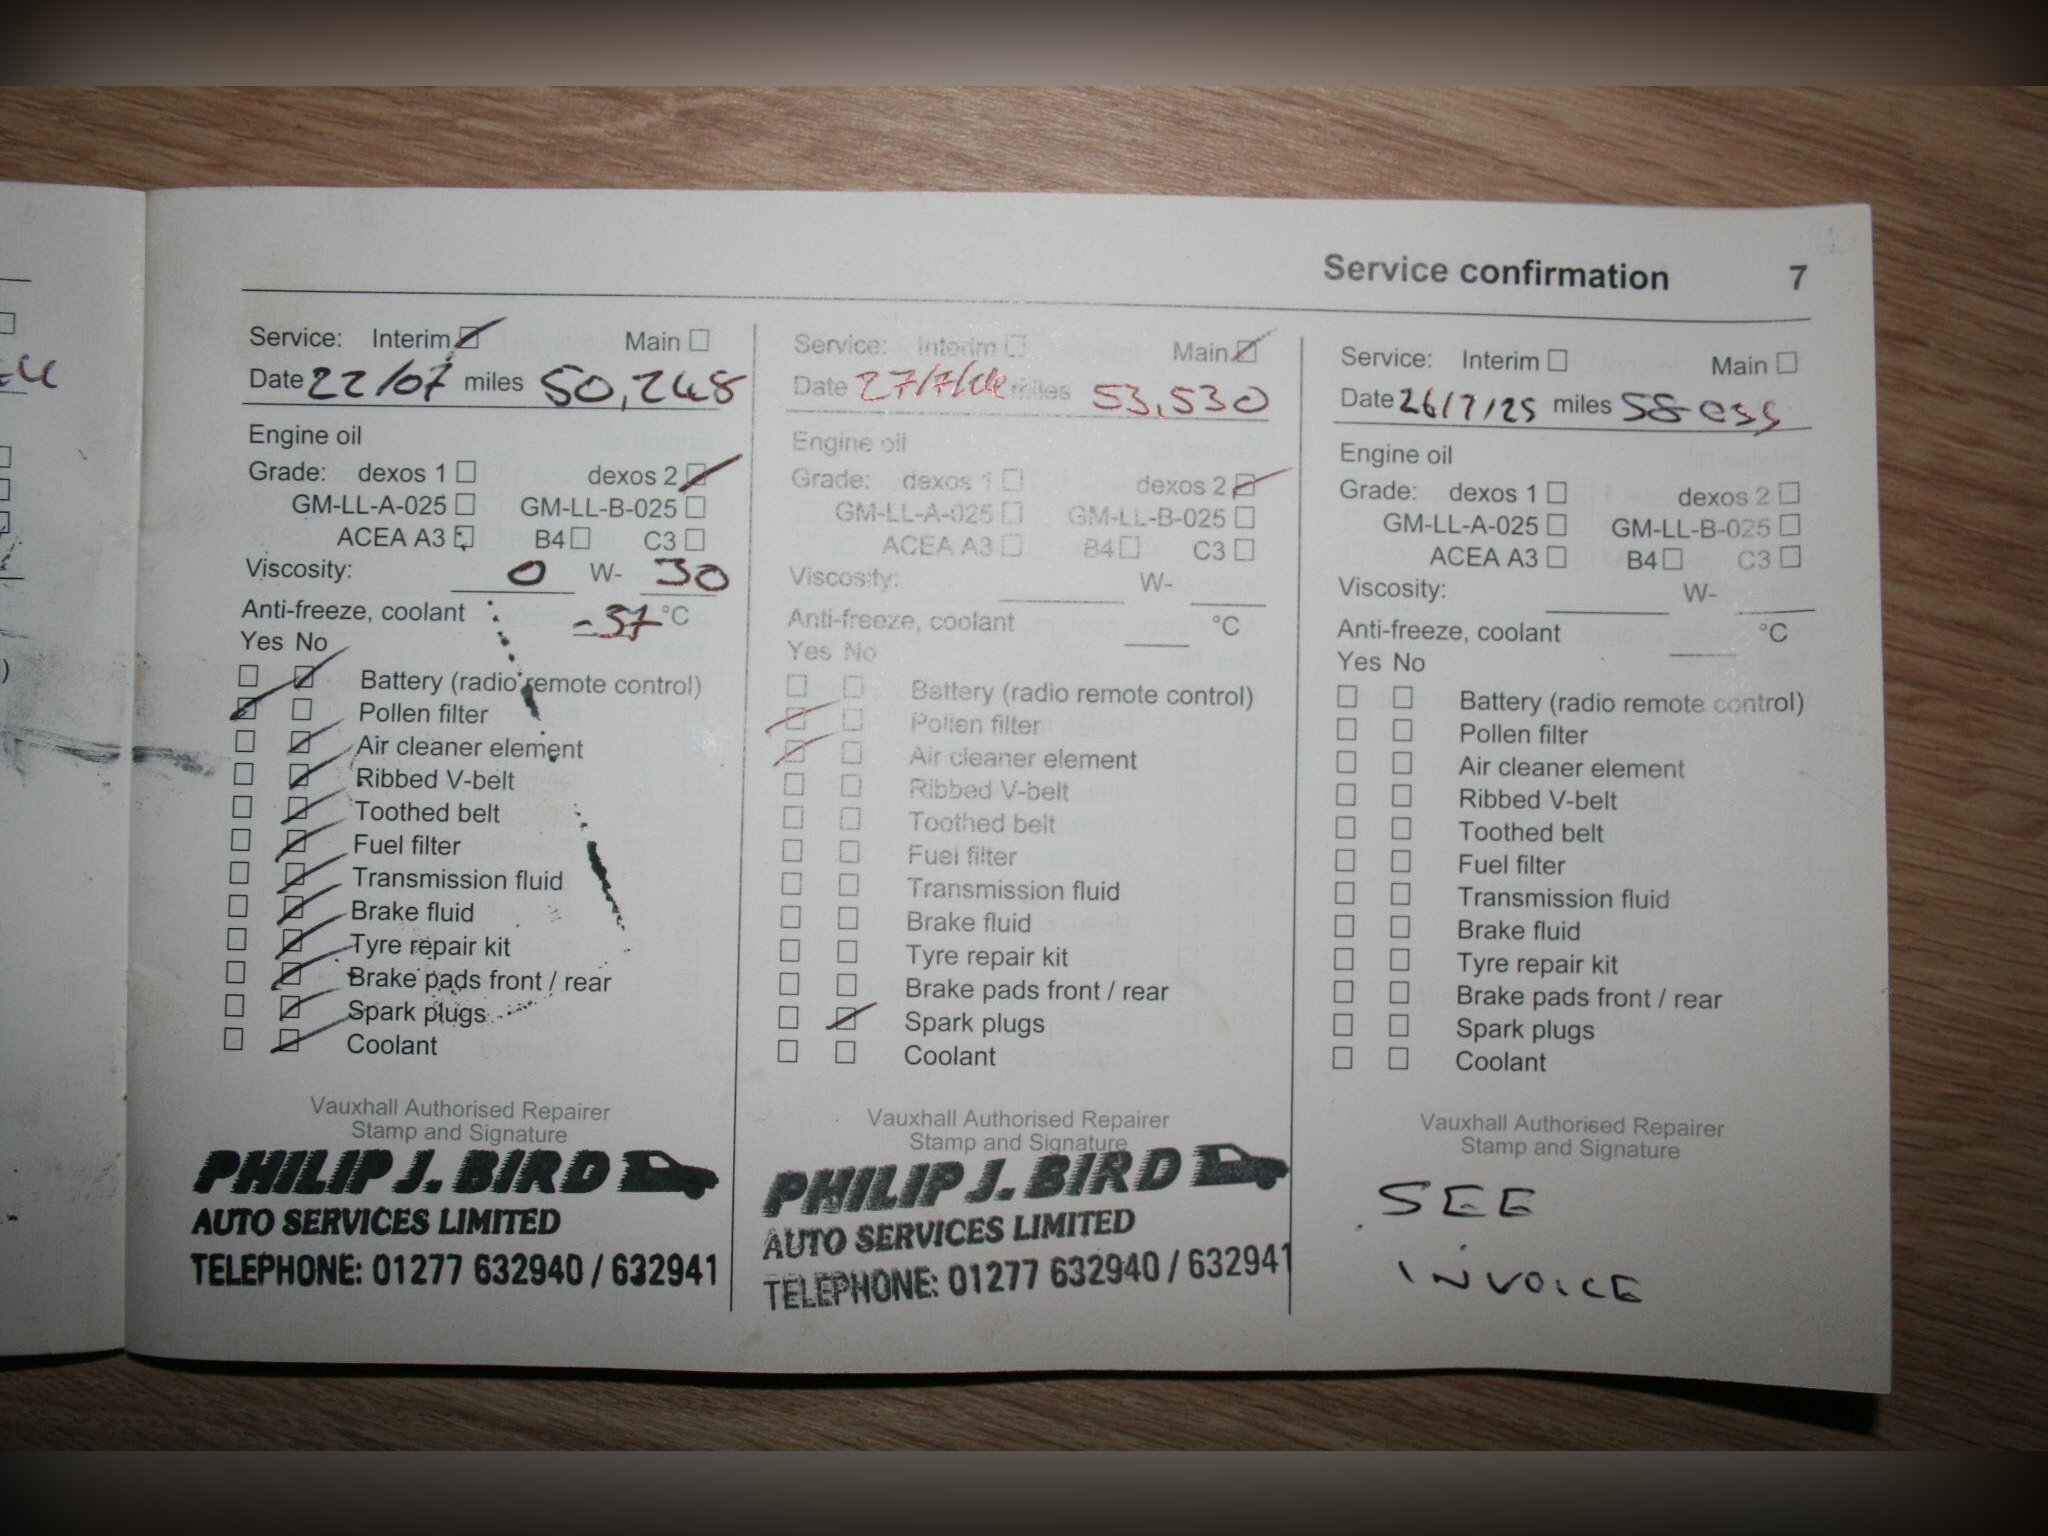 Service confirmation 7
Service: Interim Main
Date 22/07 miles 50,248
Engine oil
Grade: dexos 1 dexos 2
GM-LL-A-025 GM-LL-B-025
ACEA A3 B4 C3
Viscosity: 0 W- 30
Anti-freeze, coolant -37 °C
Yes No
Battery (radio remote control)
Pollen filter
Air cleaner element
Ribbed V-belt
Toothed belt
Fuel filter
Transmission fluid
Brake fluid
Tyre repair kit
Brake pads front / rear
Spark plugs
Coolant
Vauxhall Authorised Repairer
Stamp and Signature
PHILIP J. BIRD
AUTO SERVICES LIMITED
TELEPHONE: 01277 632940 / 632941
Service: Interim Main
Date miles 53,530
Engine oil
Grade: dexos 1 dexos 2
GM-LL-A-025 GM-LL-B-025
ACEA A3 B4 C3
Viscosity: W-
Anti-freeze, coolant °C
Yes No
Battery (radio remote control)
Pollen filter
Air cleaner element
Ribbed V-belt
Toothed belt
Fuel filter
Transmission fluid
Brake fluid
Tyre repair kit
Brake pads front / rear
Spark plugs
Coolant
Vauxhall Authorised Repairer
Stamp and Signature
PHILIP J. BIRD
AUTO SERVICES LIMITED
TELEPHONE: 01277 632940 / 632941
Service: Interim Main
Date 26/7/25 miles
Engine oil
Grade: dexos 1 dexos 2
GM-LL-A-025 GM-LL-B-025
ACEA A3 B4 C3
Viscosity: W-
Anti-freeze, coolant °C
Yes No
Battery (radio remote control)
Pollen filter
Air cleaner element
Ribbed V-belt
Toothed belt
Fuel filter
Transmission fluid
Brake fluid
Tyre repair kit
Brake pads front / rear
Spark plugs
Coolant
Vauxhall Authorised Repairer
Stamp and Signature
SEE
INVOICE